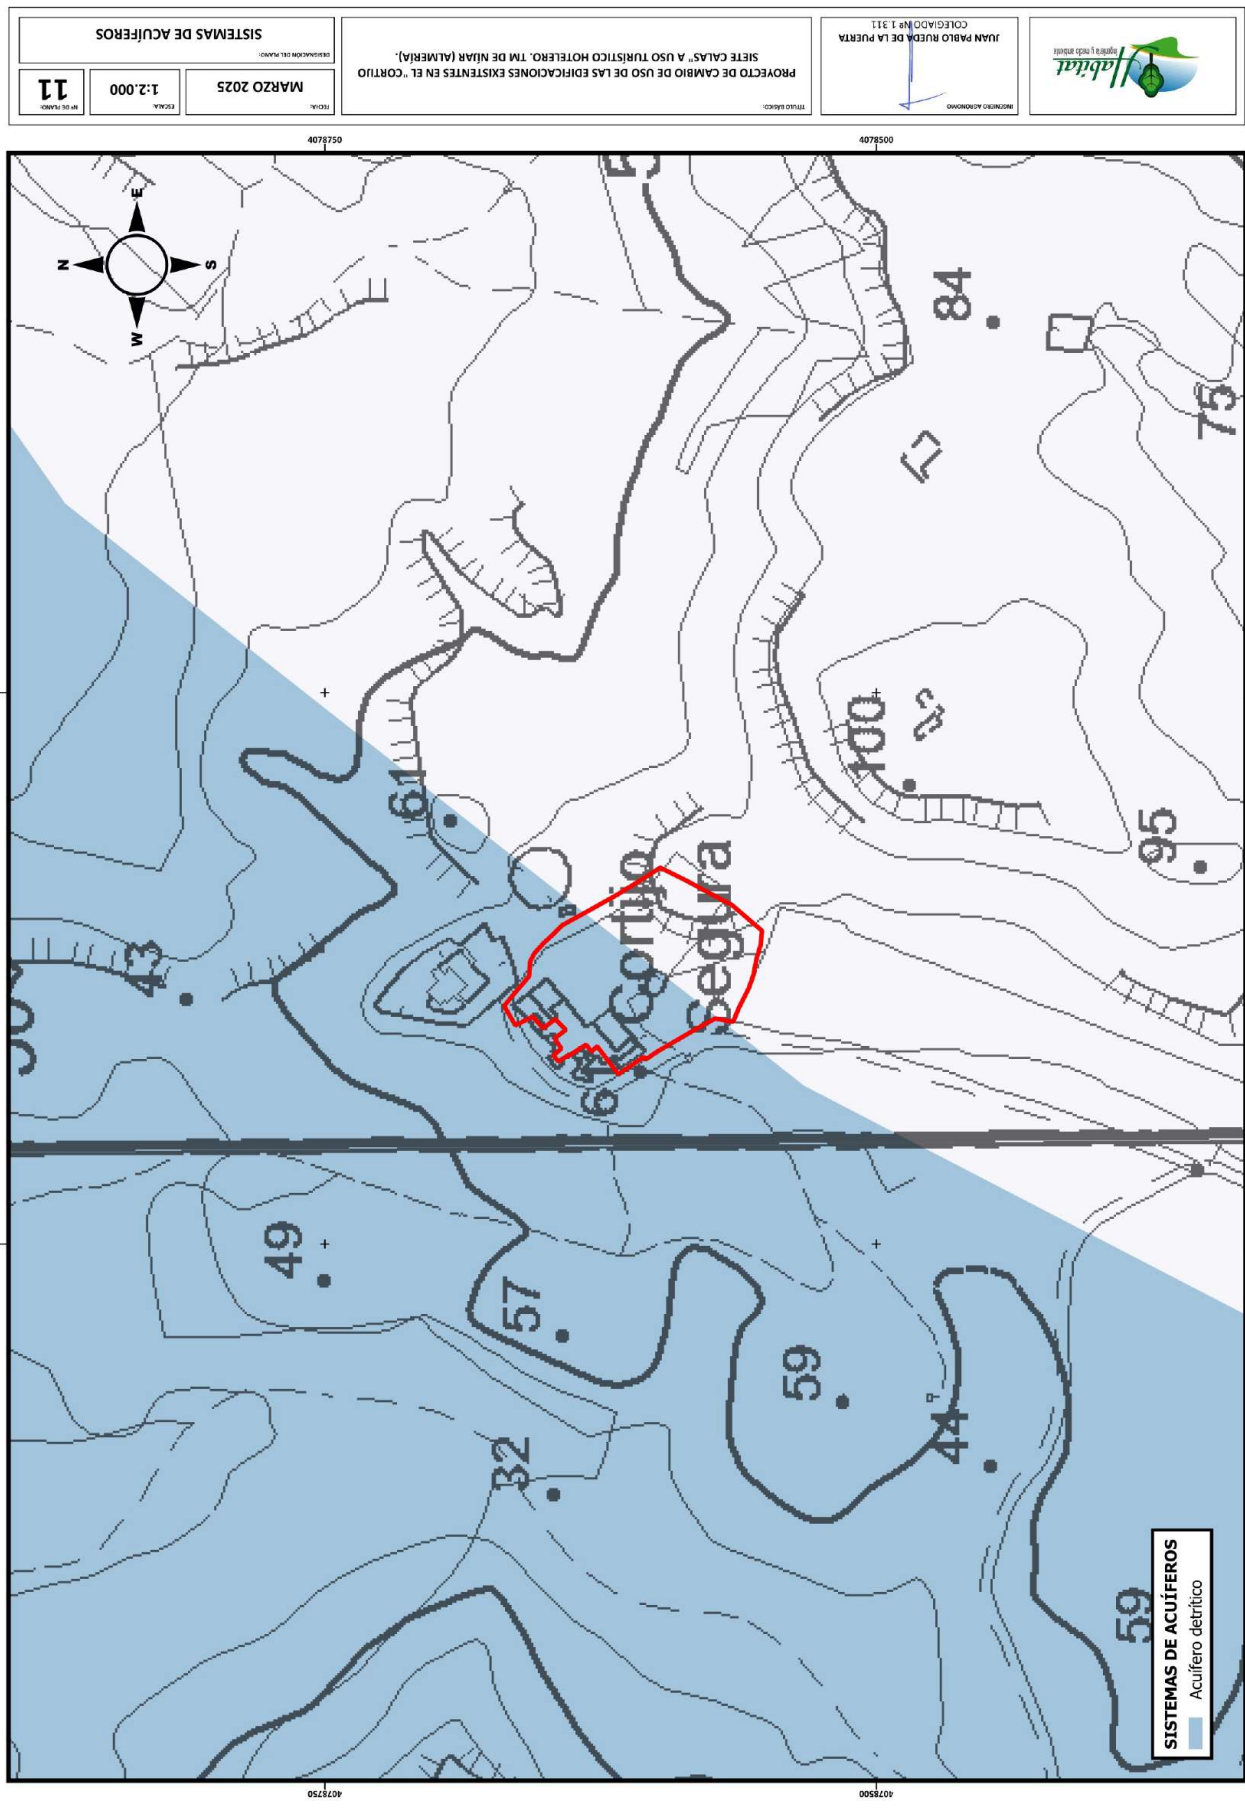 Habitat
ingeniería y medio ambiente
INGENIERO AGRÓNOMO
JUAN PABLO RUEDA DE LA PUERTA
COLEGIADO Nº 1.311
TÍTULO BÁSICO:
PROYECTO DE CAMBIO DE USO DE LAS EDIFICACIONES EXISTENTES EN EL "CORTIJO
SIETE CALAS" A USO TURÍSTICO HOTELERO. TM DE NÍJAR (ALMERÍA).
FECHA:
MARZO 2025
ESCALA:
1:2.000
Nº DE PLANO:
11
DESIGNACIÓN DEL PLANO:
SISTEMAS DE ACUÍFEROS
4078750
4078500
N
E
S
W
84
75
100
95
61
43
Cortijo
Segura
61
49
57
59
44
32
59
SISTEMAS DE ACUÍFEROS
Acuífero detrítico
4078750
4078500